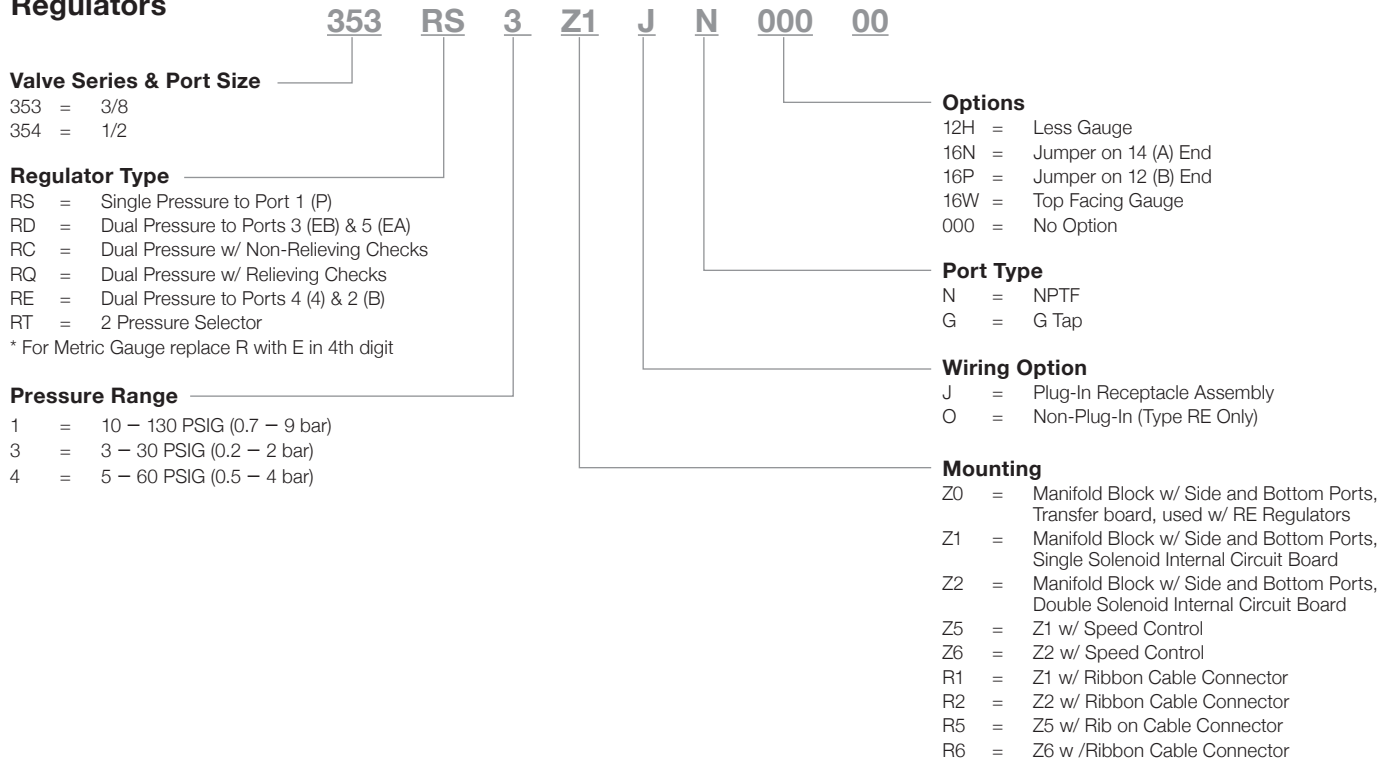 Regulators
353 RS 3 Z1 J N 000 00
Valve Series & Port Size
353 = 3/8
354 = 1/2
Regulator Type
RS = Single Pressure to Port 1 (P)
RD = Dual Pressure to Ports 3 (EB) & 5 (EA)
RC = Dual Pressure w/ Non-Relieving Checks
RQ = Dual Pressure w/ Relieving Checks
RE = Dual Pressure to Ports 4 (4) & 2 (B)
RT = 2 Pressure Selector
* For Metric Gauge replace R with E in 4th digit
Pressure Range
1 = 10 – 130 PSIG (0.7 – 9 bar)
3 = 3 – 30 PSIG (0.2 – 2 bar)
4 = 5 – 60 PSIG (0.5 – 4 bar)
Options
12H = Less Gauge
16N = Jumper on 14 (A) End
16P = Jumper on 12 (B) End
16W = Top Facing Gauge
000 = No Option
Port Type
N = NPTF
G = G Tap
Wiring Option
J = Plug-In Receptacle Assembly
O = Non-Plug-In (Type RE Only)
Mounting
Z0 = Manifold Block w/ Side and Bottom Ports,
Transfer board, used w/ RE Regulators
Z1 = Manifold Block w/ Side and Bottom Ports,
Single Solenoid Internal Circuit Board
Z2 = Manifold Block w/ Side and Bottom Ports,
Double Solenoid Internal Circuit Board
Z5 = Z1 w/ Speed Control
Z6 = Z2 w/ Speed Control
R1 = Z1 w/ Ribbon Cable Connector
R2 = Z2 w/ Ribbon Cable Connector
R5 = Z5 w/ Rib on Cable Connector
R6 = Z6 w /Ribbon Cable Connector